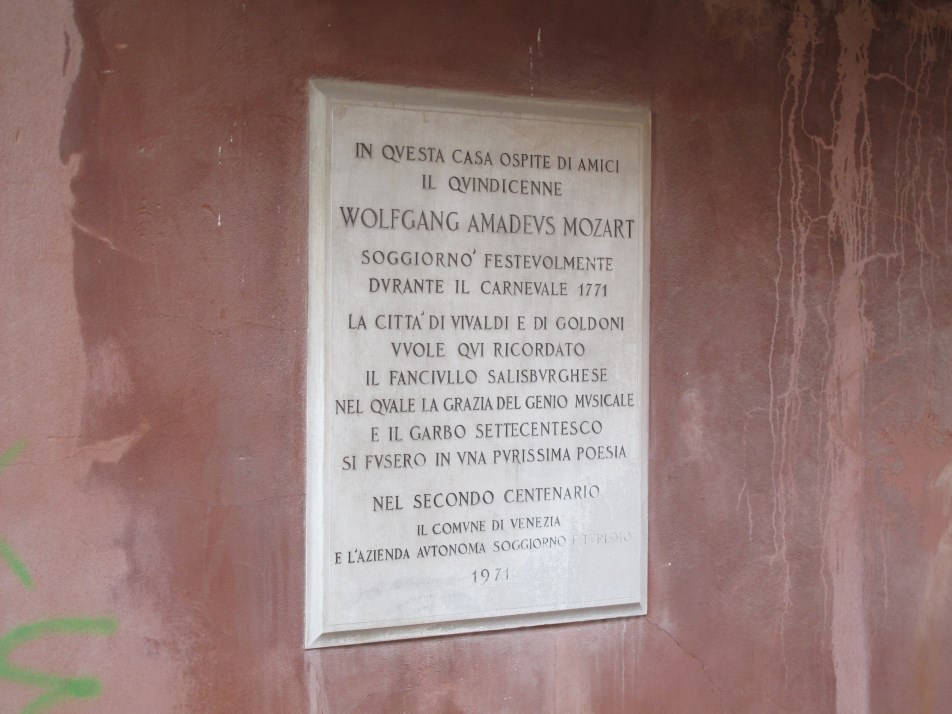 IN QVESTA CASA OSPITE DI AMICI
IL QVINDICENNE
WOLFGANG AMADEVS MOZART
SOGGIORNO' FESTEVOLMENTE
DVRANTE IL CARNEVALE 1771
LA CITTA' DI VIVALDI E DI GOLDONI
VVOLE QVI RICORDATO
IL FANCIVLLO SALISBVRGHESE
NEL QVALE LA GRAZIA DEL GENIO MVSICALE
E IL GARBO SETTECENTESCO
SI FVSERO IN VNA PVRISSIMA POESIA
NEL SECONDO CENTENARIO
IL COMVNE DI VENEZIA
E L'AZIENDA AVTONOMA SOGGIORNO E TVRISMO
1971